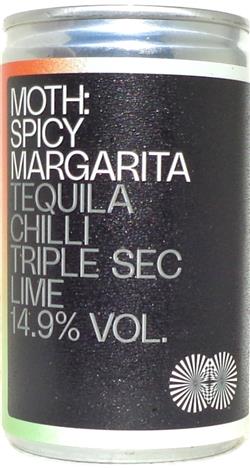 MOTH:
SPICY
MARGARITA
TEQUILA
CHILLI
TRIPLE SEC
LIME
14.9% VOL.